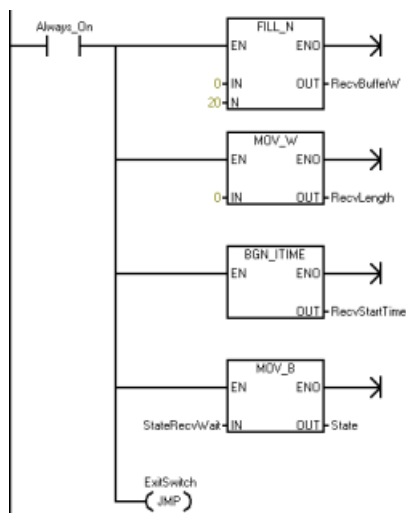 Always_On
FILL_N
EN ENO
0 IN OUT RecvBufferW
20 N
MOV_W
EN ENO
0 IN OUT RecvLength
BGN_ITIME
EN ENO
OUT RecvStartTime
MOV_B
EN ENO
StateRecvWait IN OUT State
ExitSwitch
JMP